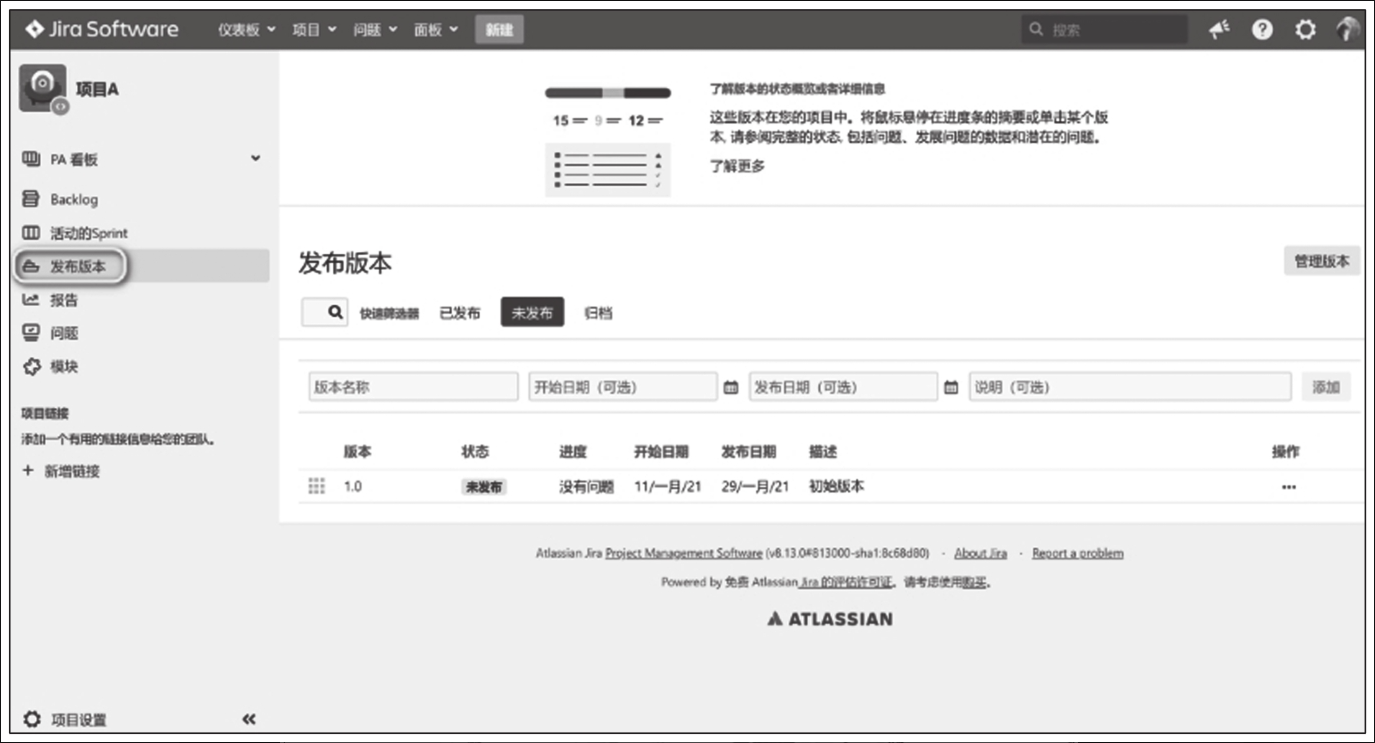 Jira Software 仪表板 项目 问题 面板 新建 搜索
项目A
PA 看板
Backlog
活动的Sprint
发布版本
报告
问题
模块
项目链接
添加一个有用的链接信息给您的团队。
+ 新增链接
项目设置
15 9 12
了解版本的状态概览或者详细信息
这些版本在您的项目中。将鼠标悬停在进度条的摘要或单击某个版
本, 请参阅完整的状态, 包括问题、发展问题的数据和潜在的问题。
了解更多
发布版本 管理版本
快速筛选器 已发布 未发布 归档
版本名称 开始日期（可选） 发布日期（可选） 说明（可选） 添加
版本 状态 进度 开始日期 发布日期 描述 操作
1.0 未发布 没有问题 11/一月/21 29/一月/21 初始版本 •••
Atlassian Jira Project Management Software (v8.13.0#813000-sha1:8c68d80) · About Jira · Report a problem
Powered by 免费 Atlassian Jira 的评估许可证。请考虑使用购买。
ATLASSIAN